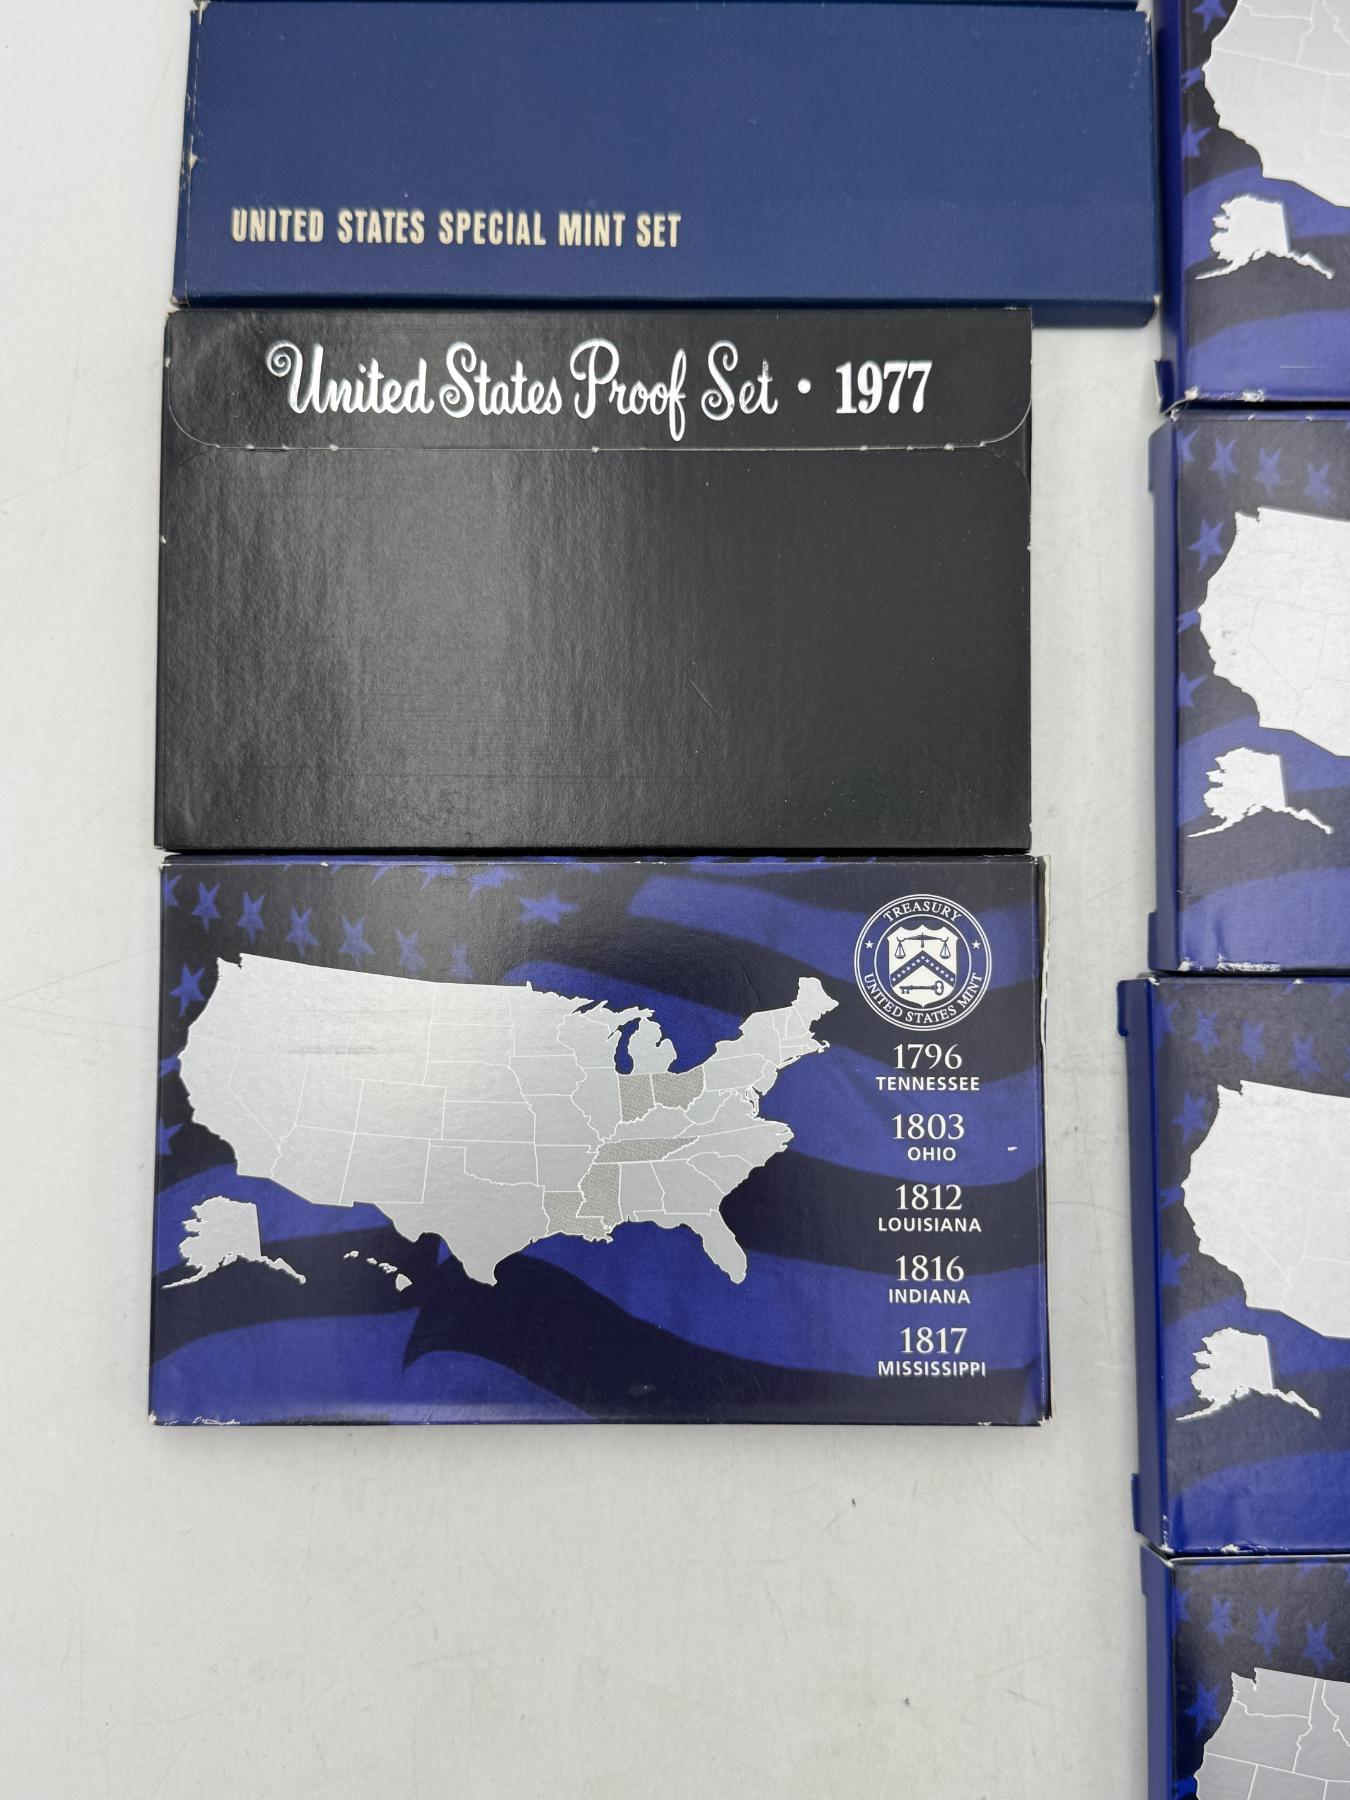 UNITED STATES SPECIAL MINT SET
United States Proof Set • 1977
TREASURY
UNITED STATES MINT
1796
TENNESSEE
1803
OHIO
1812
LOUISIANA
1816
INDIANA
1817
MISSISSIPPI